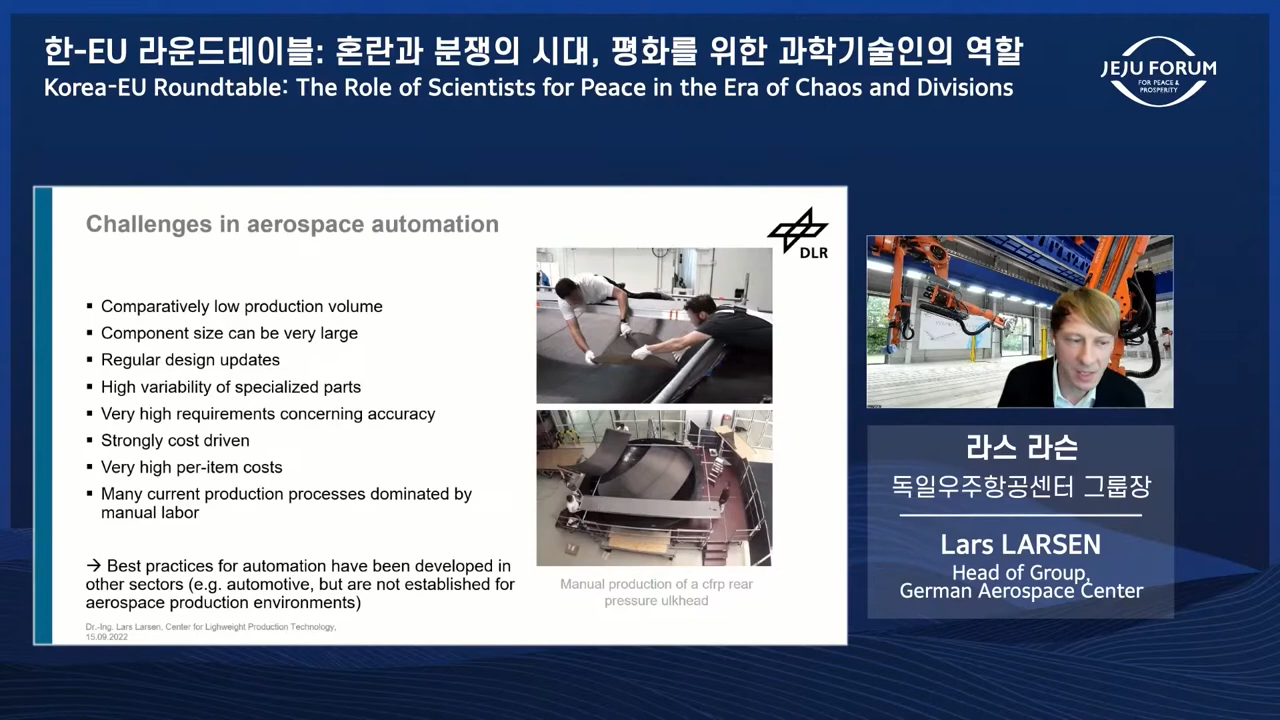 한-EU 라운드테이블: 혼란과 분쟁의 시대, 평화를 위한 과학기술인의 역할
Korea-EU Roundtable: The Role of Scientists for Peace in the Era of Chaos and Divisions
JEJU FORUM
FOR PEACE &
PROSPERITY
Challenges in aerospace automation
DLR
▪ Comparatively low production volume
▪ Component size can be very large
▪ Regular design updates
▪ High variability of specialized parts
▪ Very high requirements concerning accuracy
▪ Strongly cost driven
▪ Very high per-item costs
▪ Many current production processes dominated by
manual labor
→ Best practices for automation have been developed in
other sectors (e.g. automotive, but are not established for
aerospace production environments)
Manual production of a cfrp rear
pressure ulkhead
Dr.-Ing. Lars Larsen, Center for Lighweight Production Technology,
15.09.2022
라스 라슨
독일우주항공센터 그룹장
Lars LARSEN
Head of Group,
German Aerospace Center